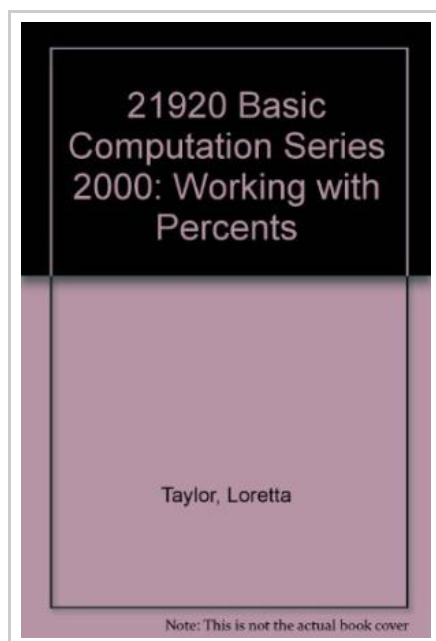 21920 Basic
Computation Series
2000: Working with
Percents
Taylor, Loretta
Note: This is not the actual book cover